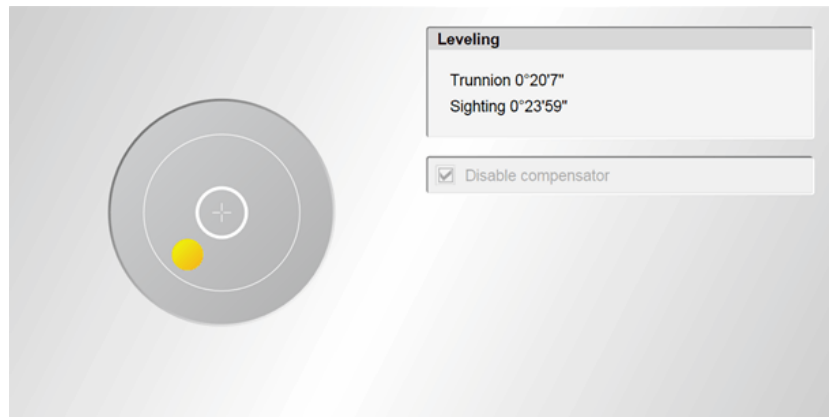 Leveling
Trunnion 0°20'7"
Sighting 0°23'59"
Disable compensator